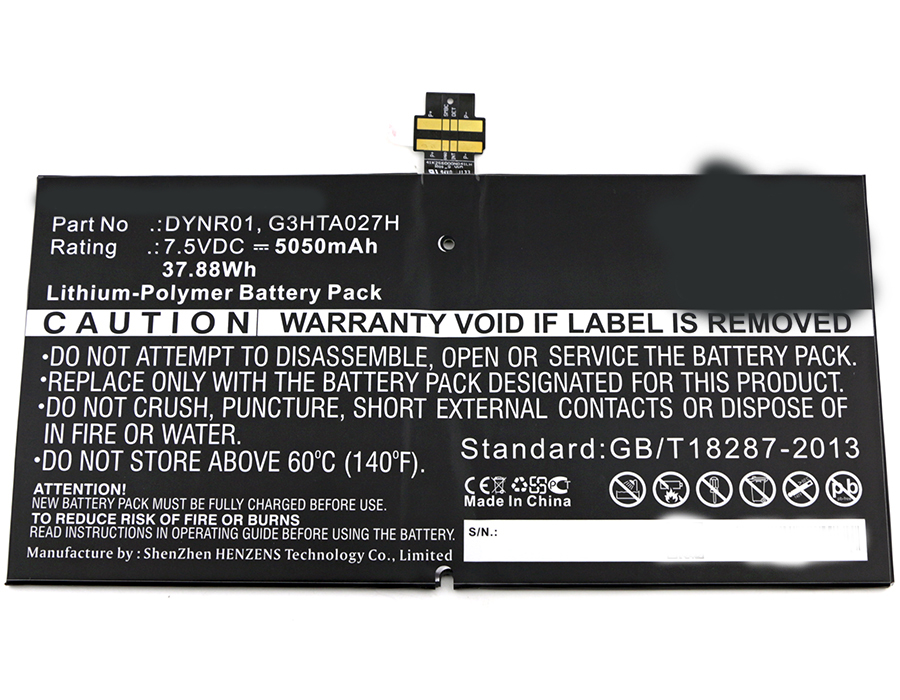 P+ SMBC DCT P-
Part No .: DYNR01, G3HTA027H
Rating .: 7.5VDC ⎓ 5050mAh
37.88Wh
Lithium-Polymer Battery Pack
CAUTION WARRANTY VOID IF LABEL IS REMOVED
•DO NOT ATTEMPT TO DISASSEMBLE, OPEN OR SERVICE THE BATTERY PACK.
•REPLACE ONLY WITH THE BATTERY PACK DESIGNATED FOR THIS PRODUCT.
•DO NOT CRUSH, PUNCTURE, SHORT EXTERNAL CONTACTS OR DISPOSE OF
IN FIRE OR WATER.
•DO NOT STORE ABOVE 60°C (140°F).
Standard:GB/T18287-2013
ATTENTION!
NEW BATTERY PACK MUST BE FULLY CHARGED BEFORE USE.
TO REDUCE RISK OF FIRE OR BURNS
READ INSTRUCTIONS IN OPERATING GUIDE BEFORE USING THE BATTERY.
Manufacture by : ShenZhen HENZENS Technology Co., Limited
CE
Made In China
Pb
S/N.: